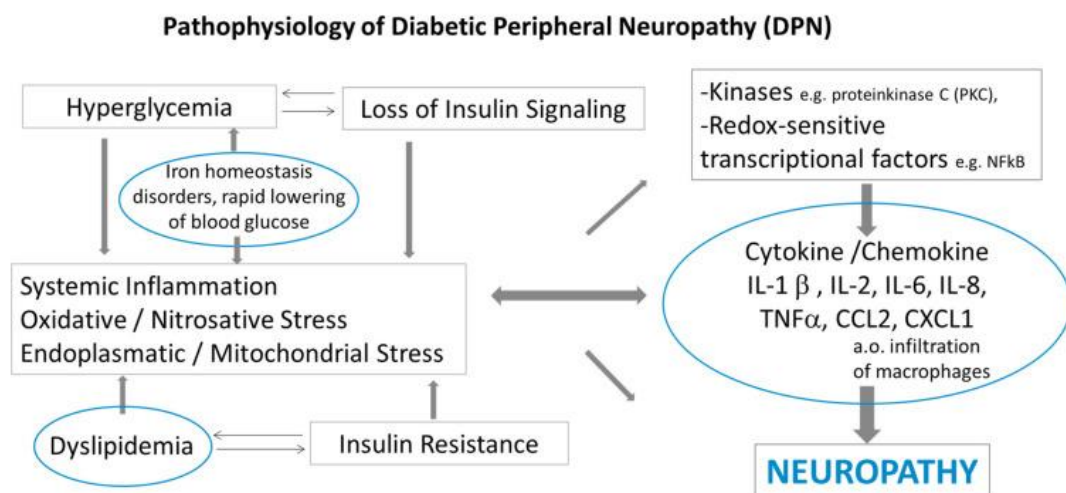 Pathophysiology of Diabetic Peripheral Neuropathy (DPN)
Hyperglycemia
Loss of Insulin Signaling
Iron homeostasis
disorders, rapid lowering
of blood glucose
Systemic Inflammation
Oxidative / Nitrosative Stress
Endoplasmatic / Mitochondrial Stress
Dyslipidemia
Insulin Resistance
-Kinases e.g. proteinkinase C (PKC),
-Redox-sensitive
transcriptional factors e.g. NFkB
Cytokine /Chemokine
IL-1 β , IL-2, IL-6, IL-8,
TNFα, CCL2, CXCL1
a.o. infiltration
of macrophages
NEUROPATHY